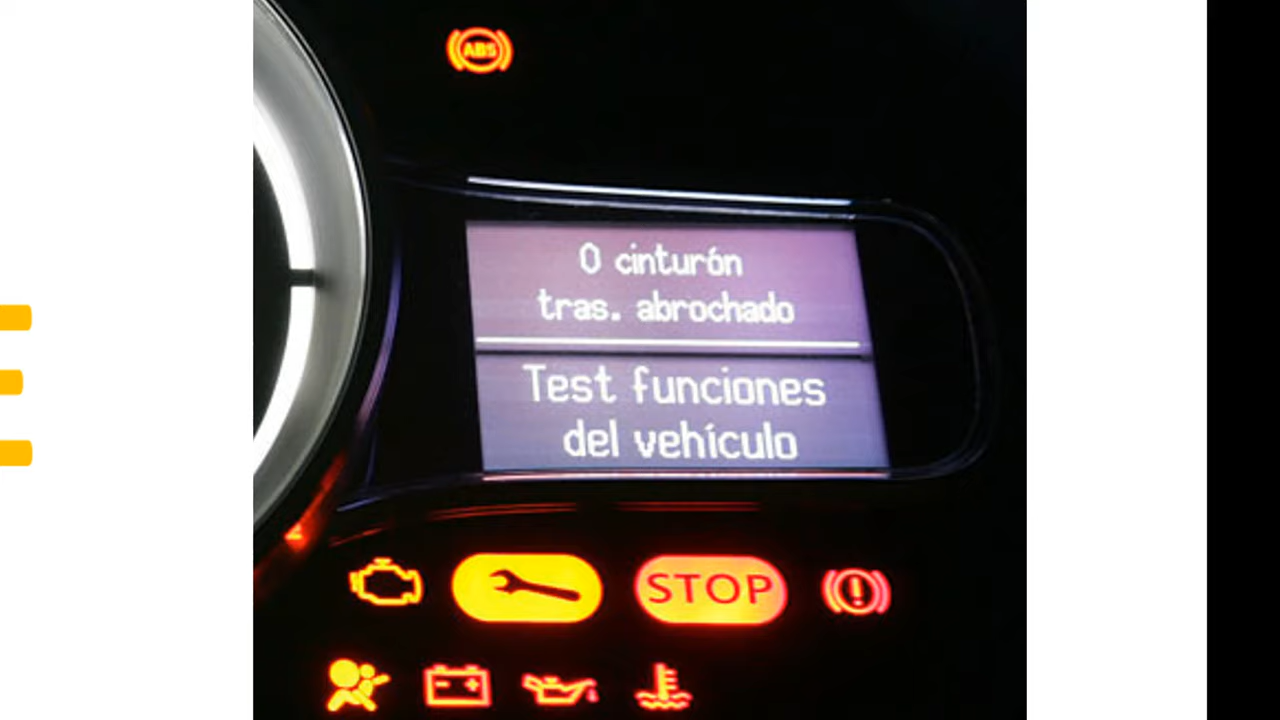 ABS
0 cinturón
tras. abrochado
Test funciones
del vehículo
STOP